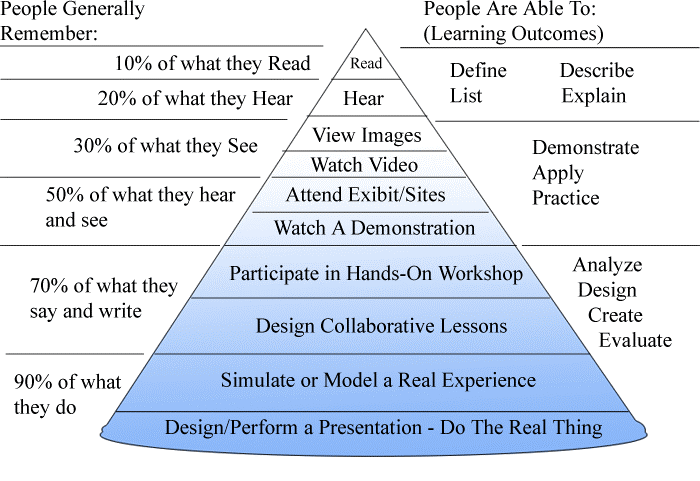 People Generally
Remember:
People Are Able To:
(Learning Outcomes)
10% of what they Read
Read
Define
Describe
List
Explain
20% of what they Hear
Hear
30% of what they See
View Images
Demonstrate
Apply
Practice
Watch Video
50% of what they hear
and see
Attend Exibit/Sites
Watch A Demonstration
70% of what they
say and write
Participate in Hands-On Workshop
Analyze
Design
Create
Evaluate
Design Collaborative Lessons
90% of what
they do
Simulate or Model a Real Experience
Design/Perform a Presentation - Do The Real Thing